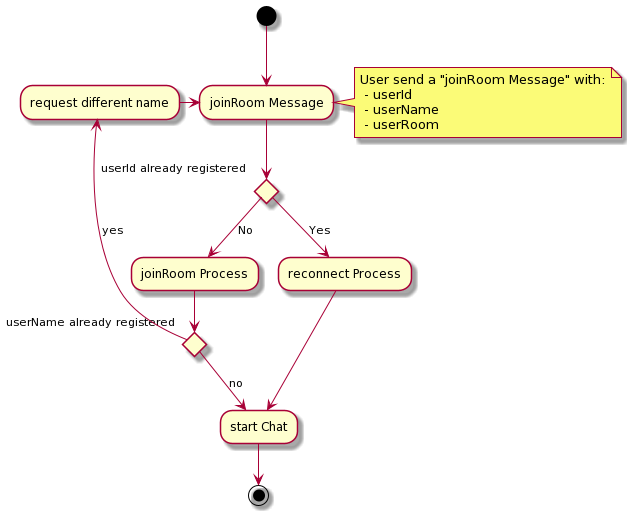 User send a "joinRoom Message" with:
- userId
- userName
- userRoom
request different name
joinRoom Message
userId already registered
yes
No
Yes
joinRoom Process
reconnect Process
userName already registered
no
start Chat